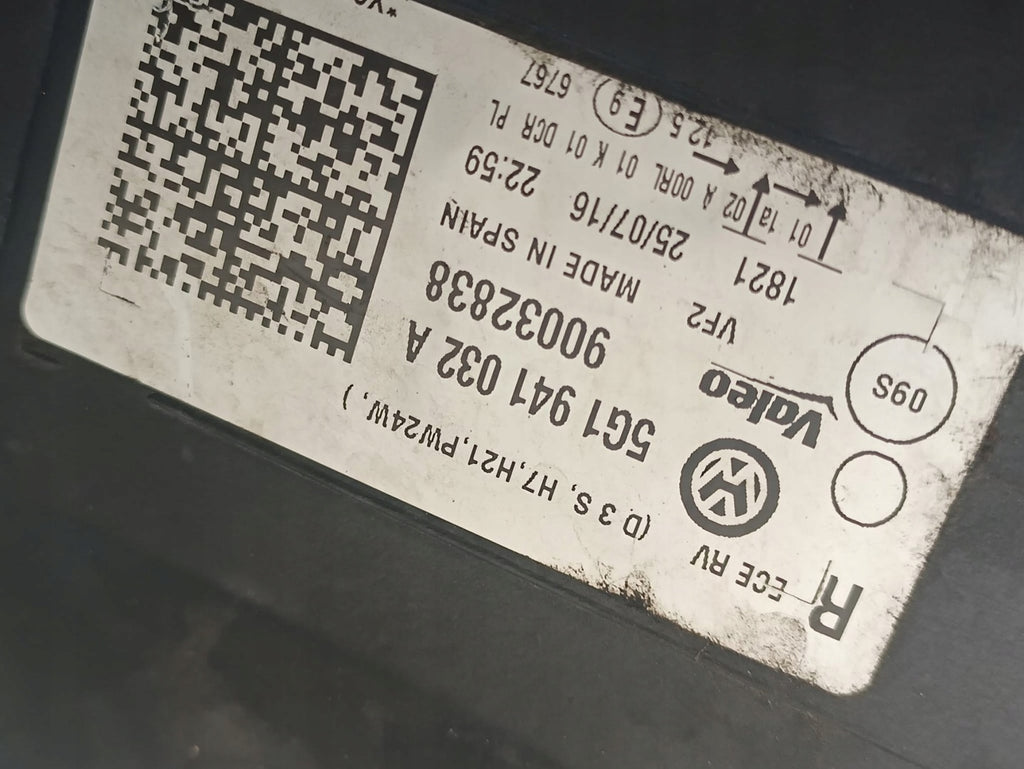 R
ECE RV
(D 3 S, H7,H21,PW24W, )
5G1 941 032 A
90032838
MADE IN SPAIN
25/07/16 22:59
Valeo
VF2
1821
09S
01 1a 02 A 00RL 01 K 01 DCR PL
12.5 E9 6767